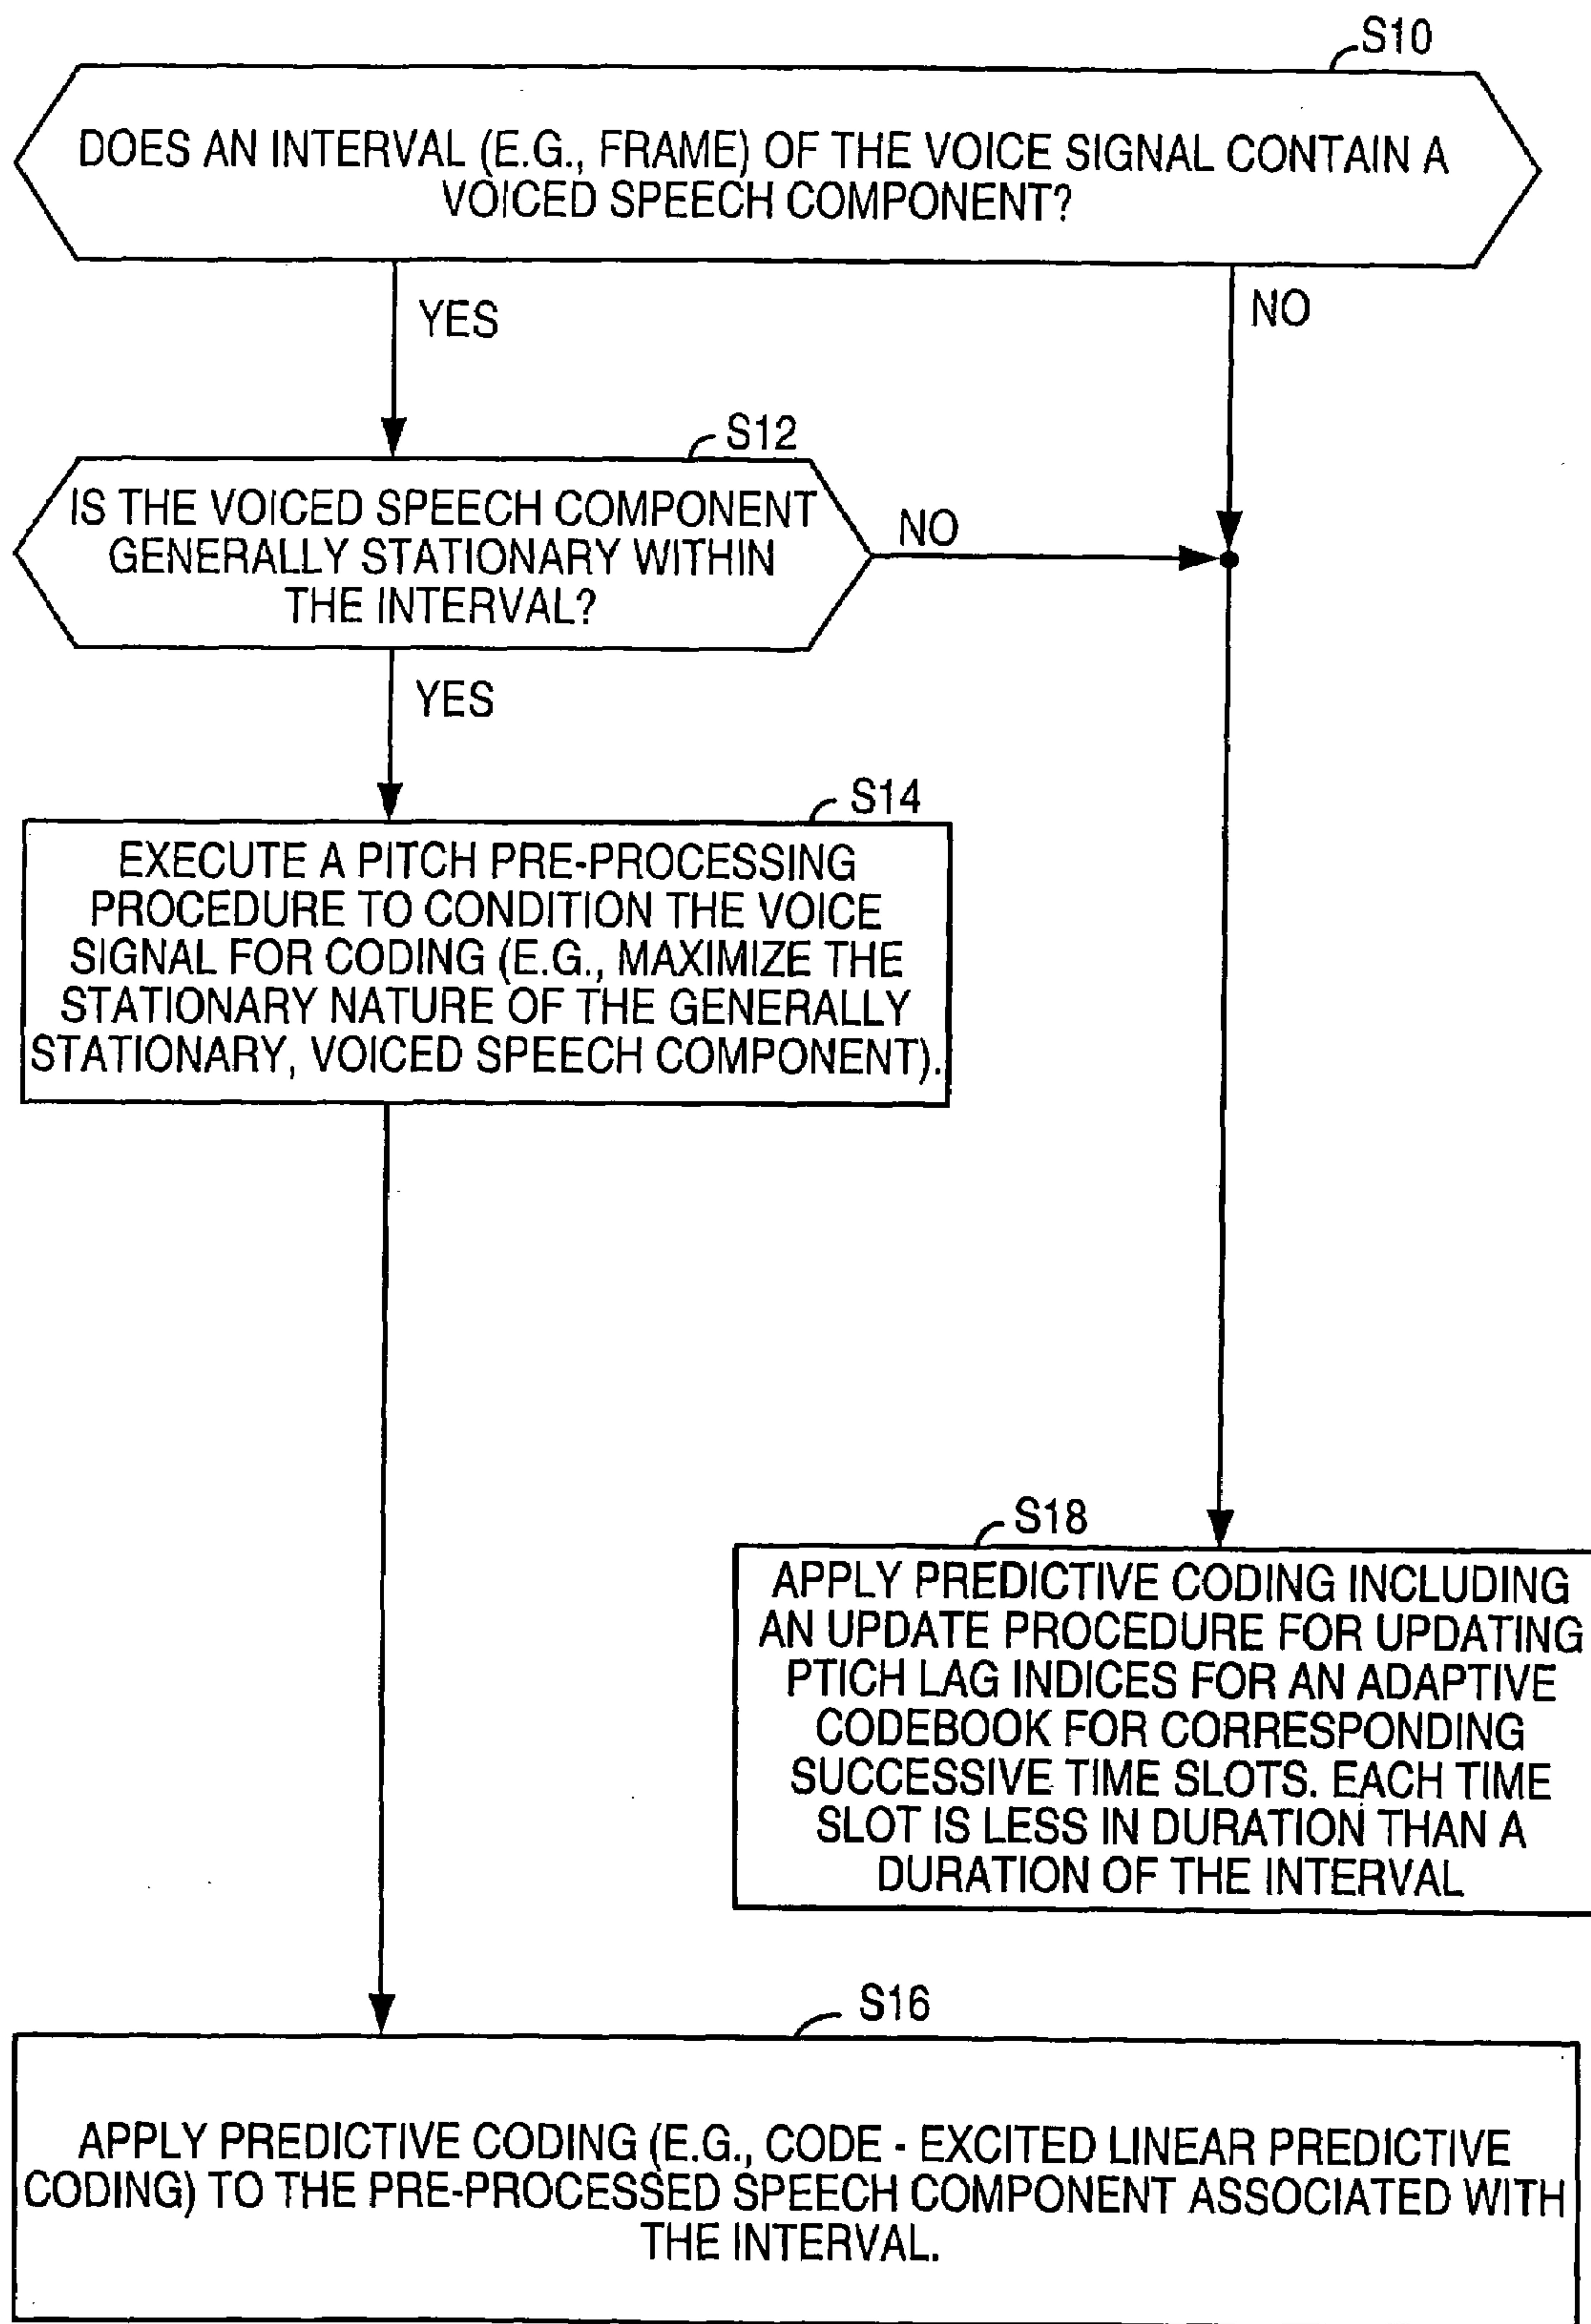 S10
DOES AN INTERVAL (E.G., FRAME) OF THE VOICE SIGNAL CONTAIN A
VOICED SPEECH COMPONENT?
YES
NO
S12
IS THE VOICED SPEECH COMPONENT
GENERALLY STATIONARY WITHIN
THE INTERVAL?
NO
YES
S14
EXECUTE A PITCH PRE-PROCESSING
PROCEDURE TO CONDITION THE VOICE
SIGNAL FOR CODING (E.G., MAXIMIZE THE
STATIONARY NATURE OF THE GENERALLY
STATIONARY, VOICED SPEECH COMPONENT).
S18
APPLY PREDICTIVE CODING INCLUDING
AN UPDATE PROCEDURE FOR UPDATING
PTICH LAG INDICES FOR AN ADAPTIVE
CODEBOOK FOR CORRESPONDING
SUCCESSIVE TIME SLOTS. EACH TIME
SLOT IS LESS IN DURATION THAN A
DURATION OF THE INTERVAL
S16
APPLY PREDICTIVE CODING (E.G., CODE - EXCITED LINEAR PREDICTIVE
CODING) TO THE PRE-PROCESSED SPEECH COMPONENT ASSOCIATED WITH
THE INTERVAL.